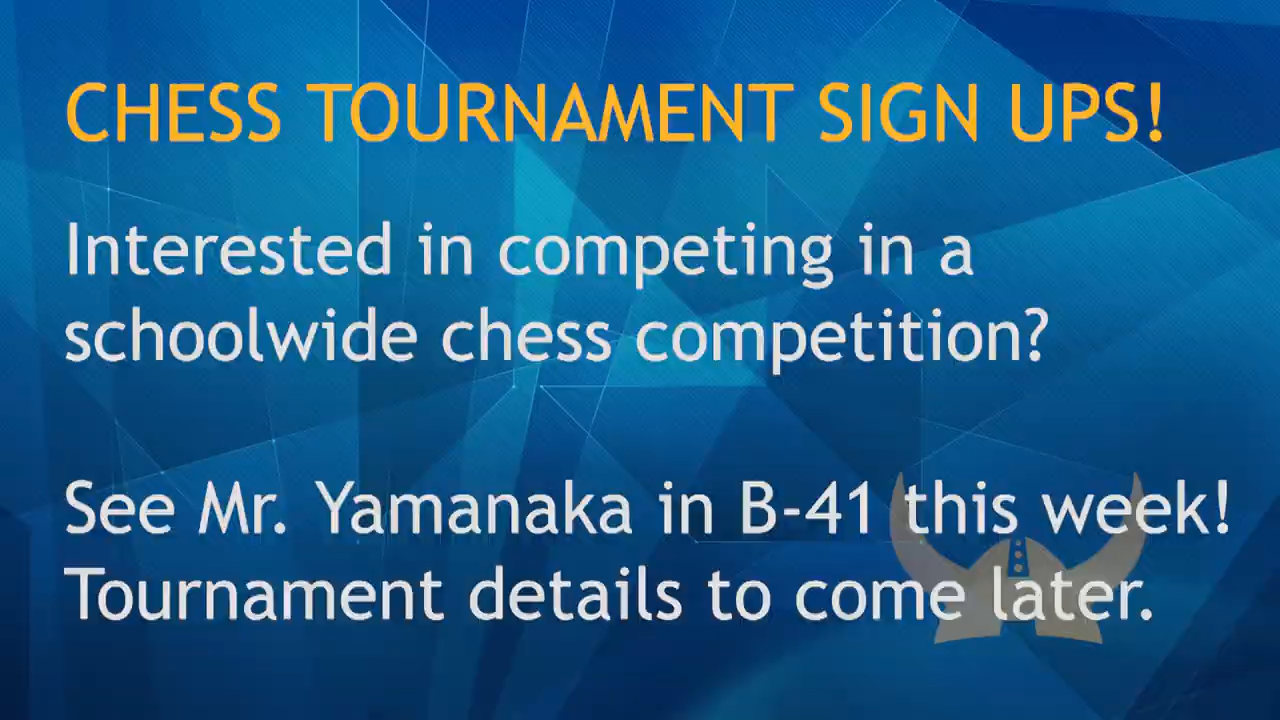 CHESS TOURNAMENT SIGN UPS!
Interested in competing in a
schoolwide chess competition?
See Mr. Yamanaka in B-41 this week!
Tournament details to come later.